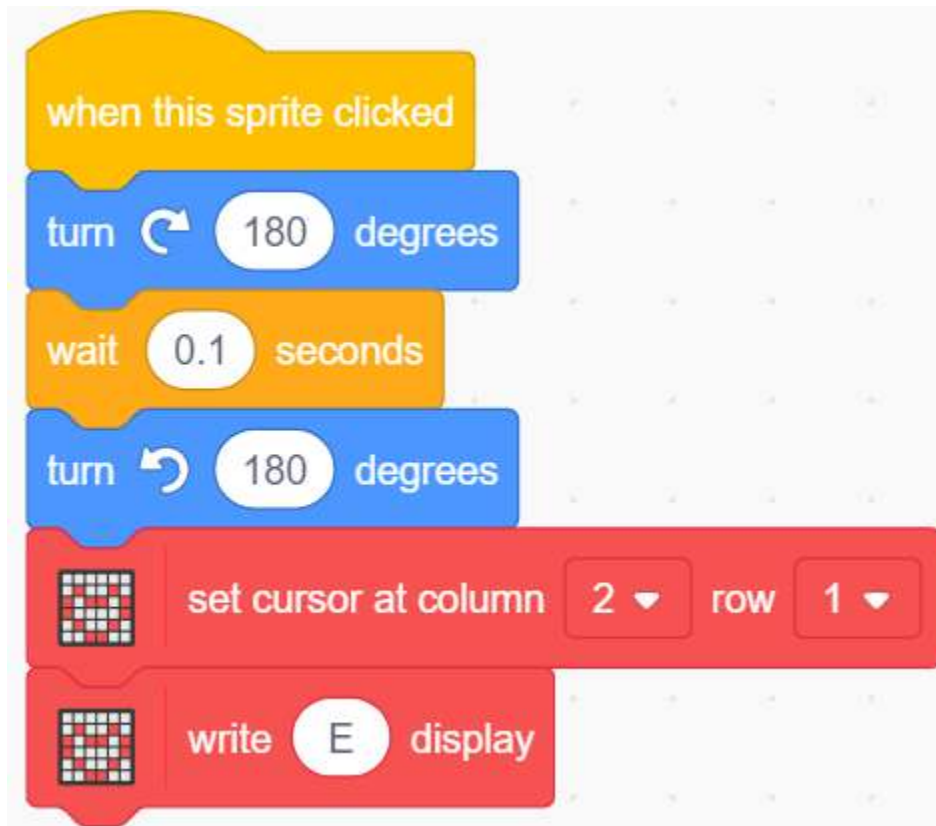 when this sprite clicked
turn 180 degrees
wait 0.1 seconds
turn 180 degrees
set cursor at column 2 row 1
write E display